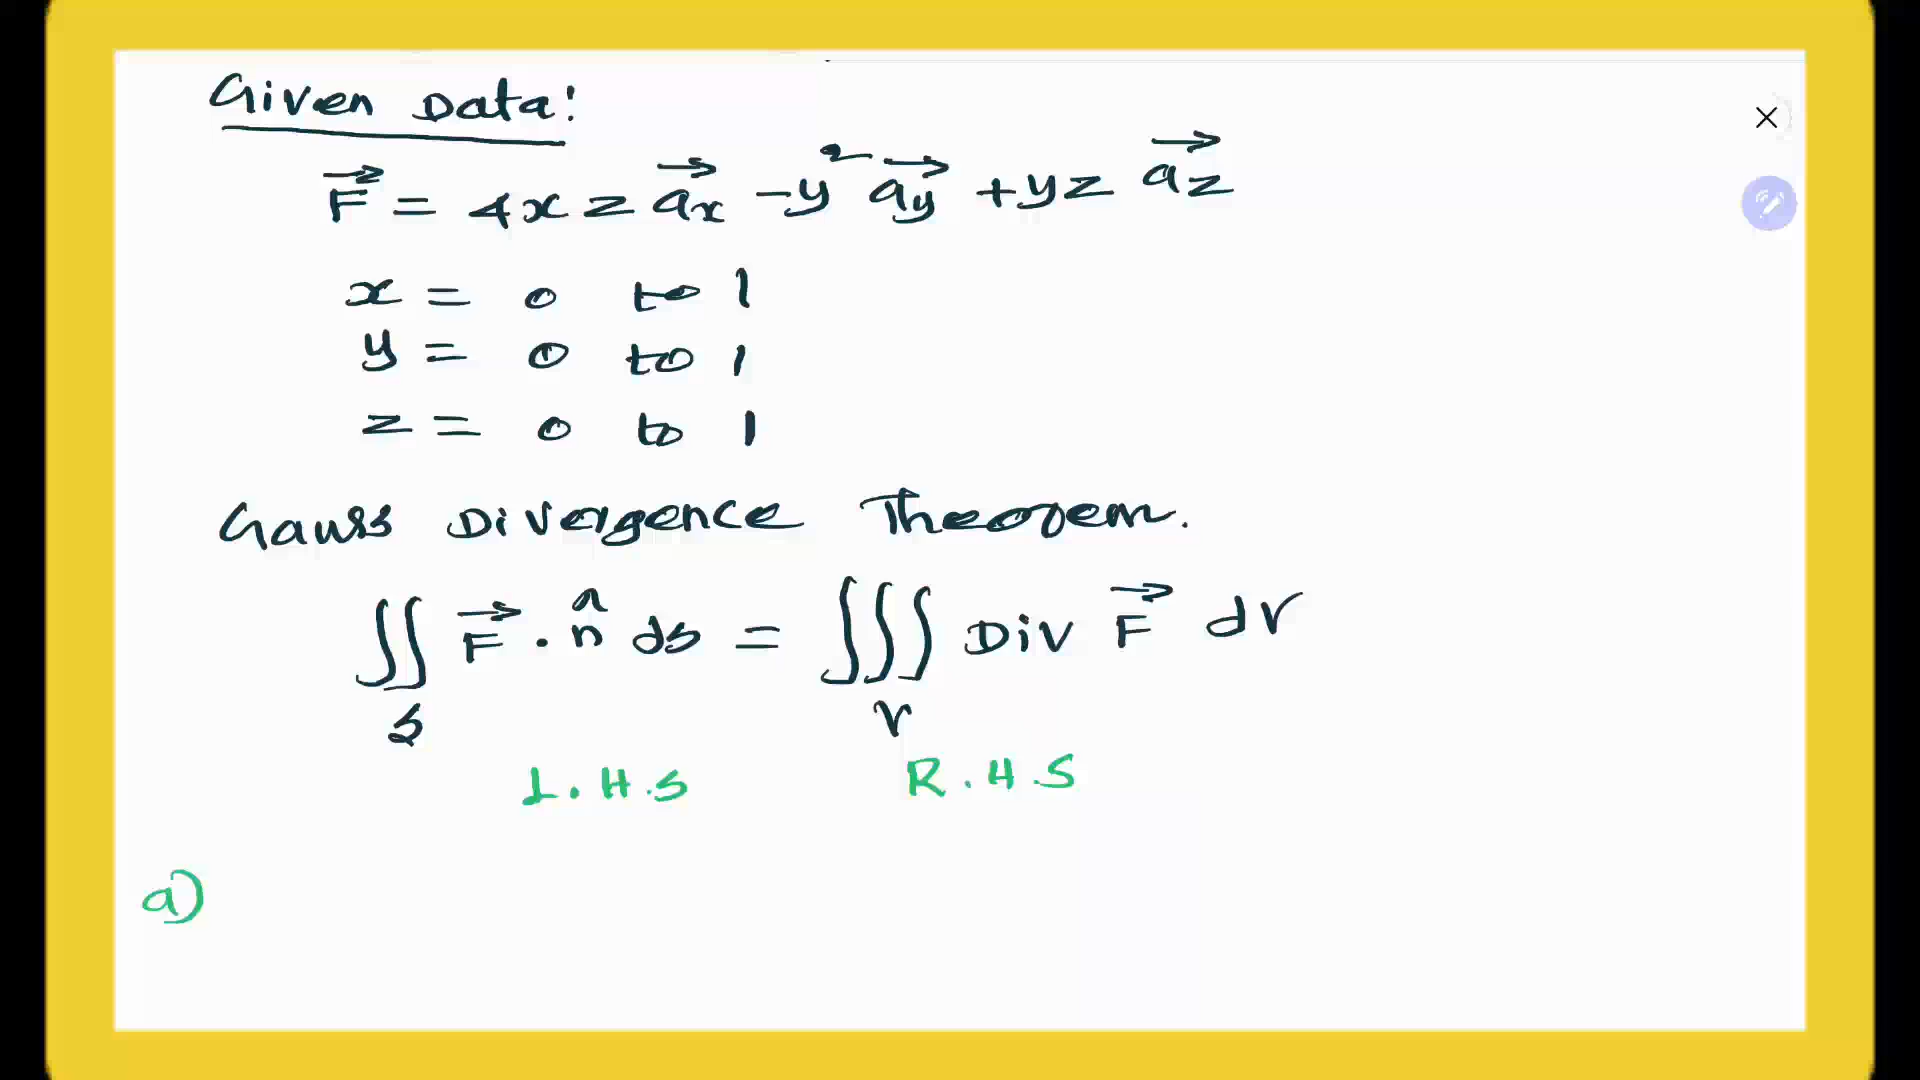 Given Data:
F⃗ = 4xz a⃗x - y² a⃗y + yz a⃗z
x = 0 to 1
y = 0 to 1
z = 0 to 1
Gauss Divergence Theorem.
∬ F⃗ . n̂ ds = ∭ Div F⃗ dV
S V
L.H.S R.H.S
a)